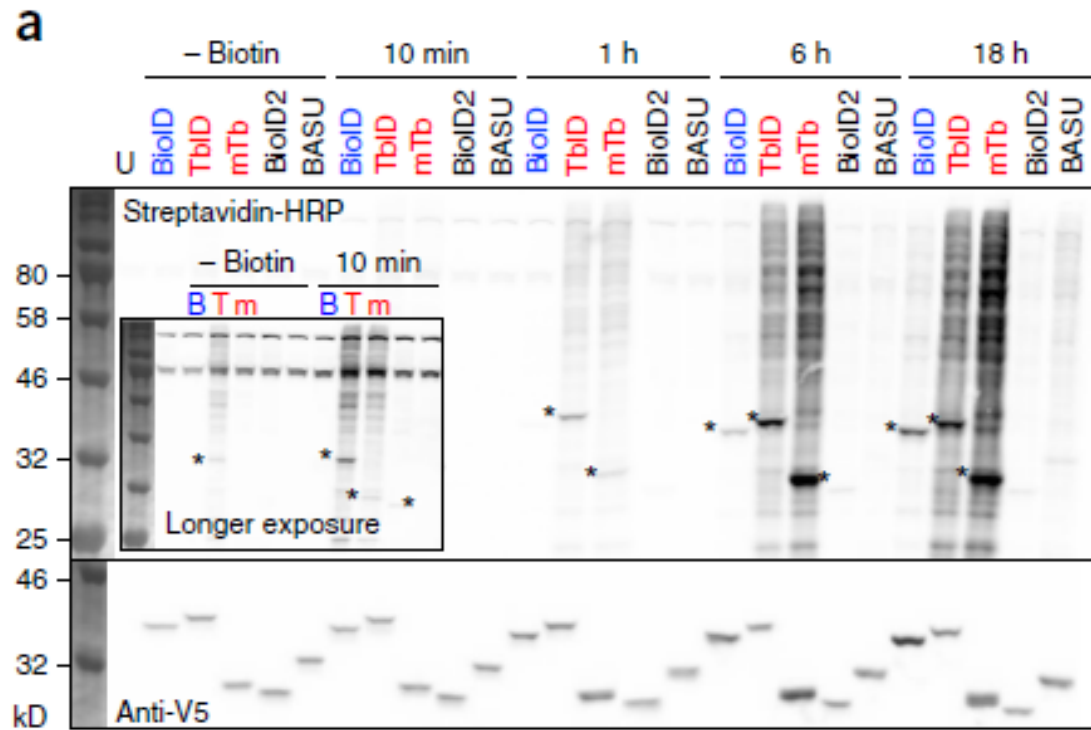 a
– Biotin 10 min 1 h 6 h 18 h
U BioID TbID mTb BioID2 BASU BioID TbID mTb BioID2 BASU BioID TbID mTb BioID2 BASU BioID TbID mTb BioID2 BASU BioID TbID mTb BioID2 BASU
Streptavidin-HRP
– Biotin 10 min
B T m B T m
80
58
46
32
25
* * * *
* * * * * * * * *
Longer exposure
46
32
kD
Anti-V5